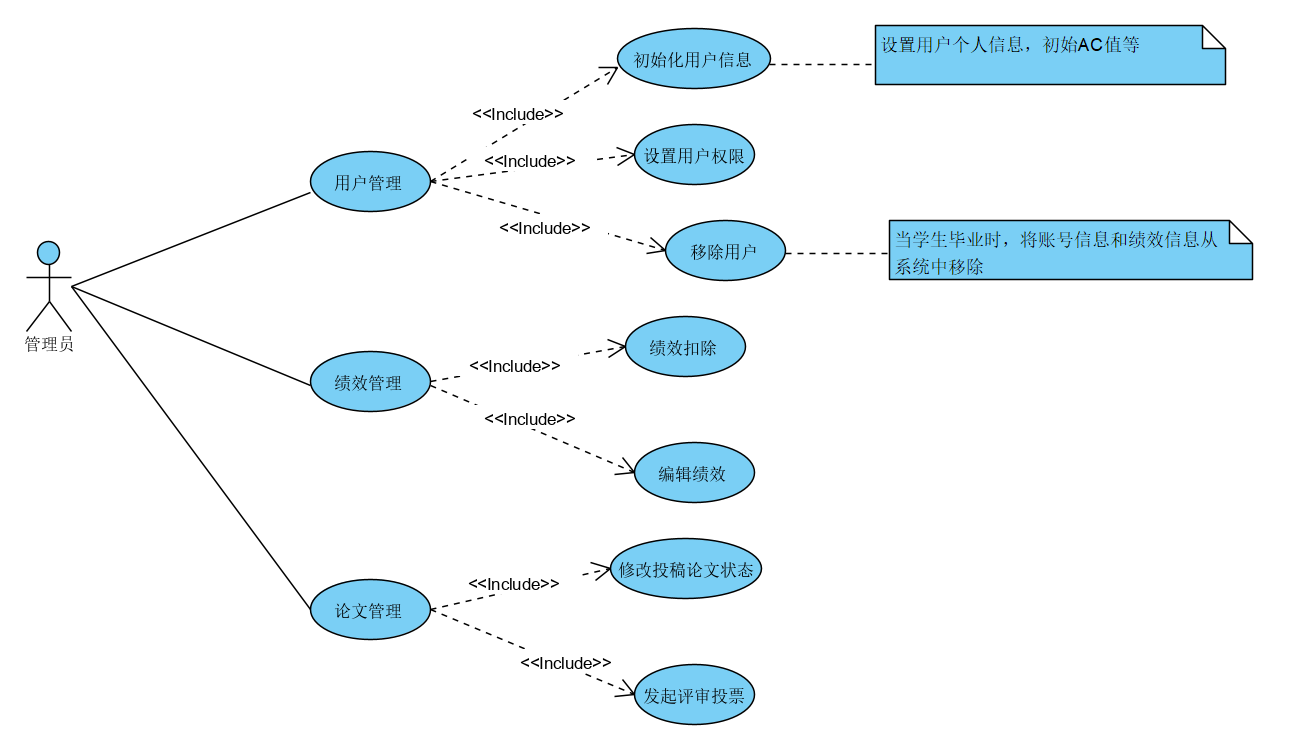 初始化用户信息
设置用户个人信息，初始AC值等
<<Include>>
<<Include>>
设置用户权限
用户管理
<<Include>>
移除用户
当学生毕业时，将账号信息和绩效信息从
系统中移除
管理员
绩效扣除
<<Include>>
绩效管理
<<Include>>
编辑绩效
修改投稿论文状态
<<Include>>
论文管理
<<Include>>
发起评审投票